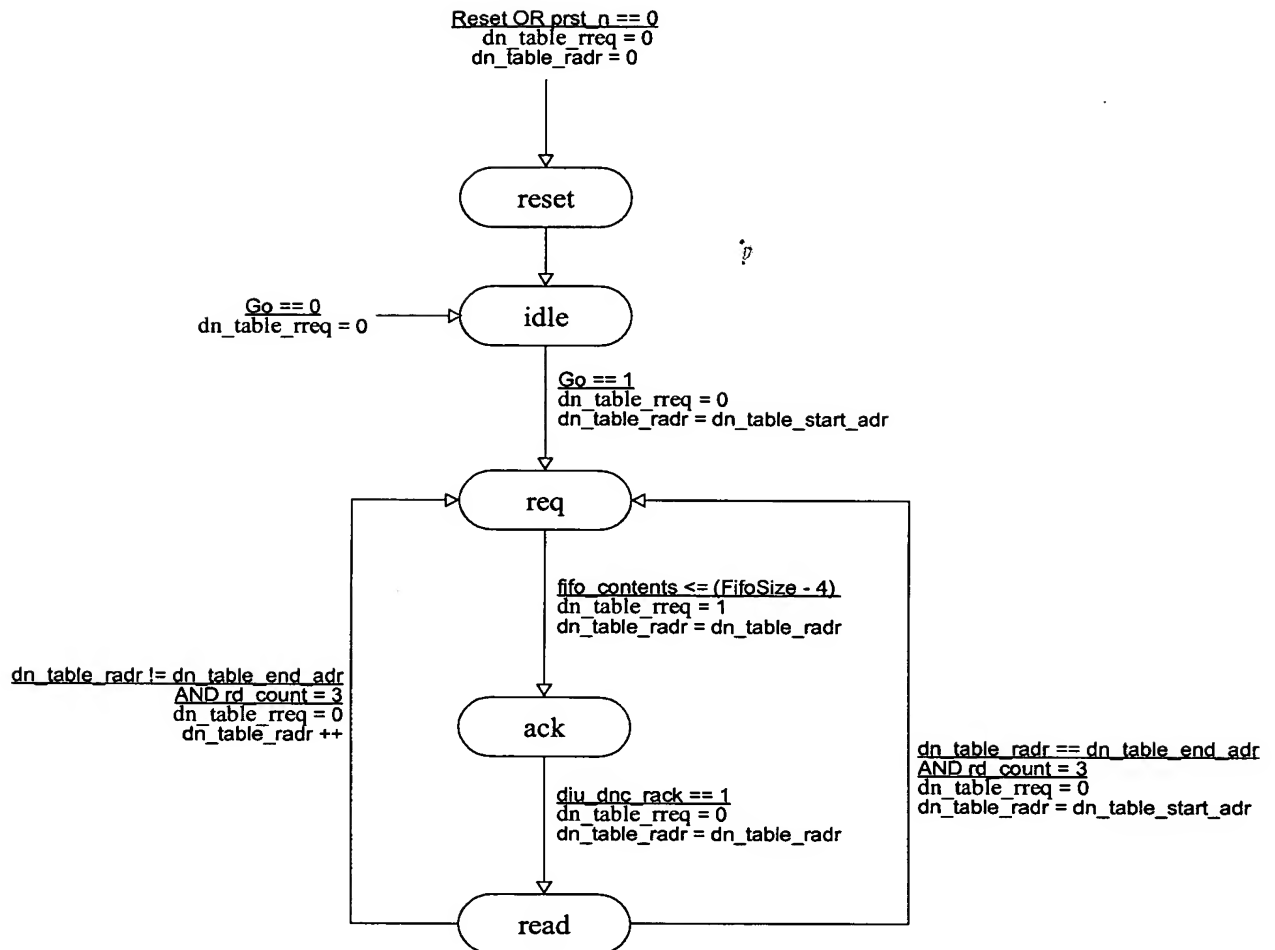 Reset OR prst_n == 0
dn_table_rreq = 0
dn_table_radr = 0
reset
Go == 0
dn_table_rreq = 0
idle
Go == 1
dn_table_rreq = 0
dn_table_radr = dn_table_start_adr
req
fifo_contents <= (FifoSize - 4)
dn_table_rreq = 1
dn_table_radr = dn_table_radr
dn_table_radr != dn_table_end_adr
AND rd_count = 3
dn_table_rreq = 0
dn_table_radr ++
ack
dn_table_radr == dn_table_end_adr
AND rd_count = 3
dn_table_rreq = 0
dn_table_radr = dn_table_start_adr
diu_dnc_rack == 1
dn_table_rreq = 0
dn_table_radr = dn_table_radr
read